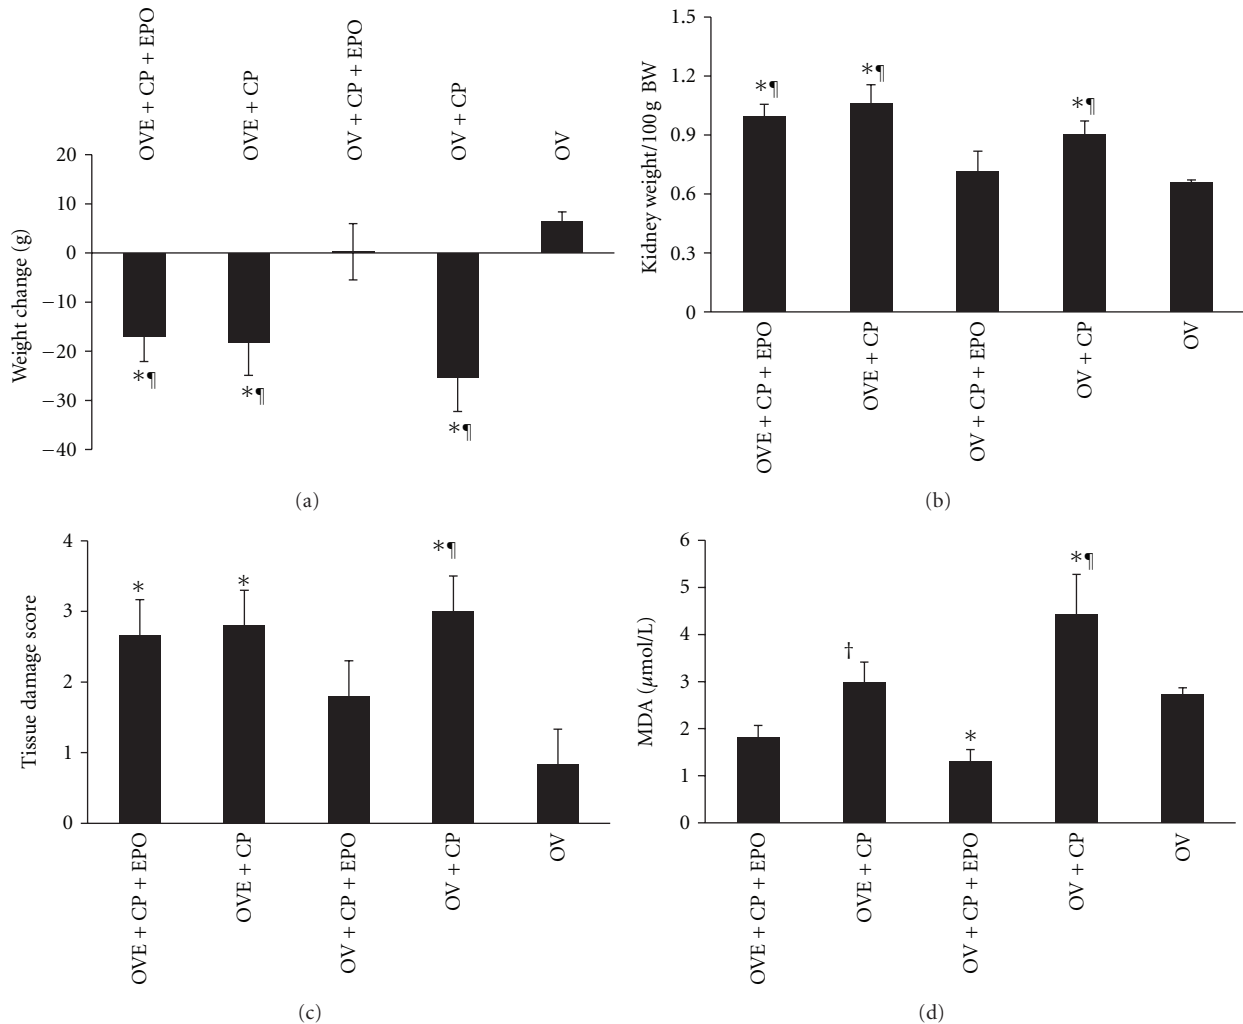 OVE + CP + EPO
OVE + CP
OV + CP + EPO
OV + CP
OV
20
10
0
−10
−20
−30
−40
Weight change (g)
*¶
*¶
*¶
(a)
1.5
1.2
0.9
0.6
0.3
0
Kidney weight/100 g BW
*¶
*¶
*¶
OVE + CP + EPO
OVE + CP
OV + CP + EPO
OV + CP
OV
(b)
4
3
2
1
0
Tissue damage score
*
*
*¶
OVE + CP + EPO
OVE + CP
OV + CP + EPO
OV + CP
OV
(c)
6
5
4
3
2
1
0
MDA (µmol/L)
†
*
*¶
OVE + CP + EPO
OVE + CP
OV + CP + EPO
OV + CP
OV
(d)